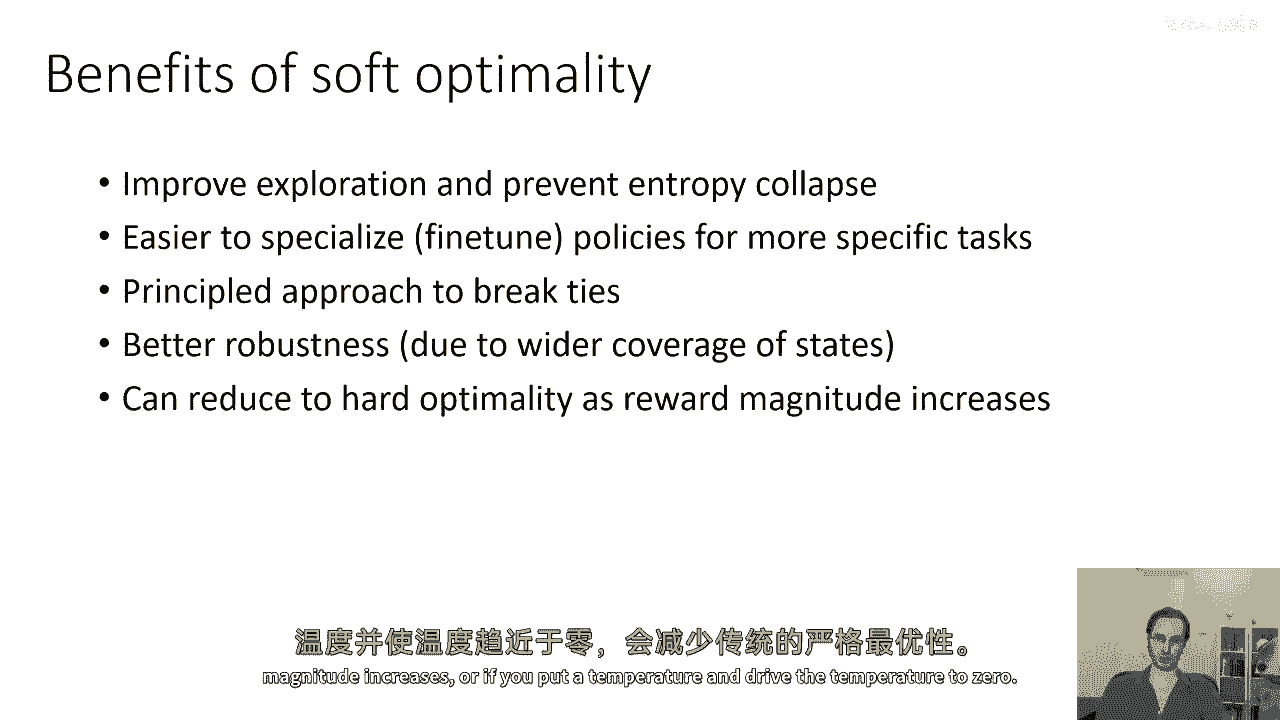 Benefits of soft optimality
• Improve exploration and prevent entropy collapse
• Easier to specialize (finetune) policies for more specific tasks
• Principled approach to break ties
• Better robustness (due to wider coverage of states)
• Can reduce to hard optimality as reward magnitude increases
温度并使温度趋近于零，会减少传统的严格最优性。
magnitude increases, or if you put a temperature and drive the temperature to zero.